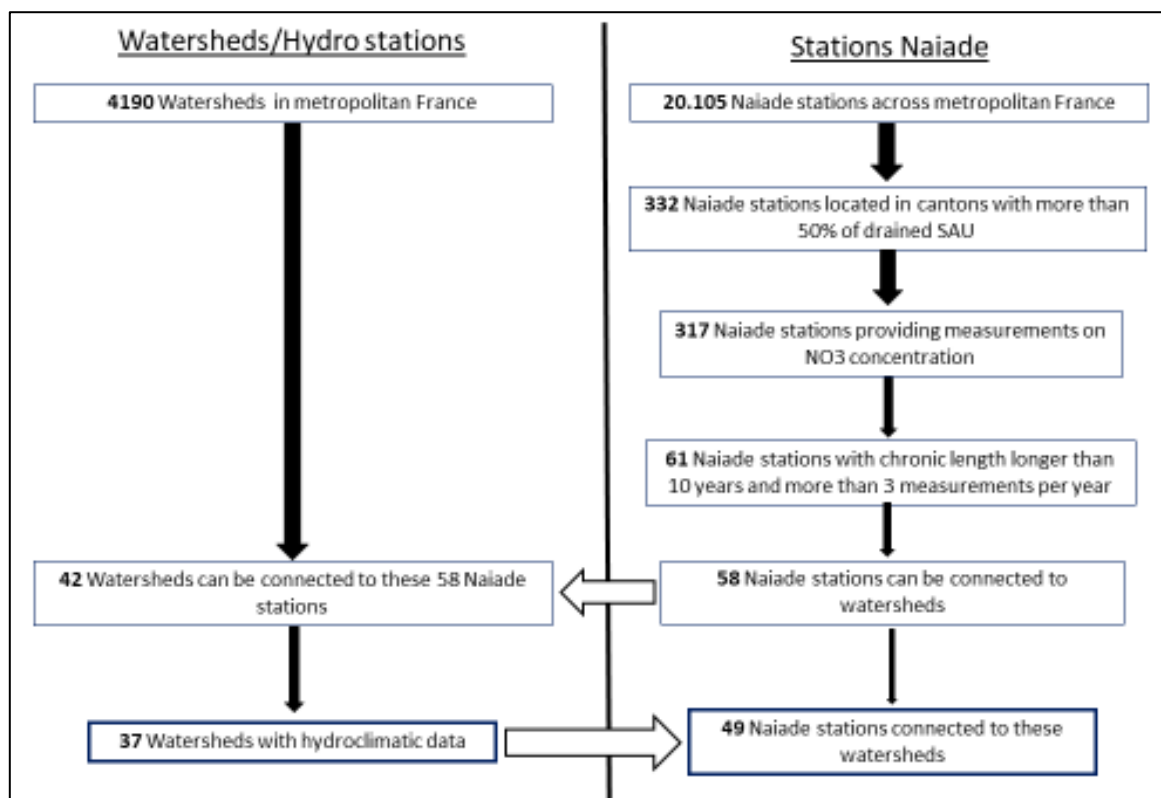 Watersheds/Hydro stations
4190 Watersheds in metropolitan France
42 Watersheds can be connected to these 58 Naiade
stations
37 Watersheds with hydroclimatic data
Stations Naiade
20.105 Naiade stations across metropolitan France
332 Naiade stations located in cantons with more than
50% of drained SAU
317 Naiade stations providing measurements on
NO3 concentration
61 Naiade stations with chronic length longer than
10 years and more than 3 measurements per year
58 Naiade stations can be connected to
watersheds
49 Naiade stations connected to these
watersheds